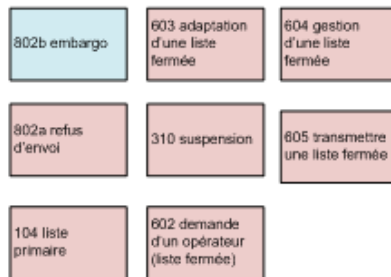 802b embargo
603 adaptation
d'une liste
fermée
604 gestion
d'une liste
fermée
802a refus
d'envoi
310 suspension
605 transmettre
une liste fermée
104 liste
primaire
602 demande
d'un opérateur
(liste fermée)